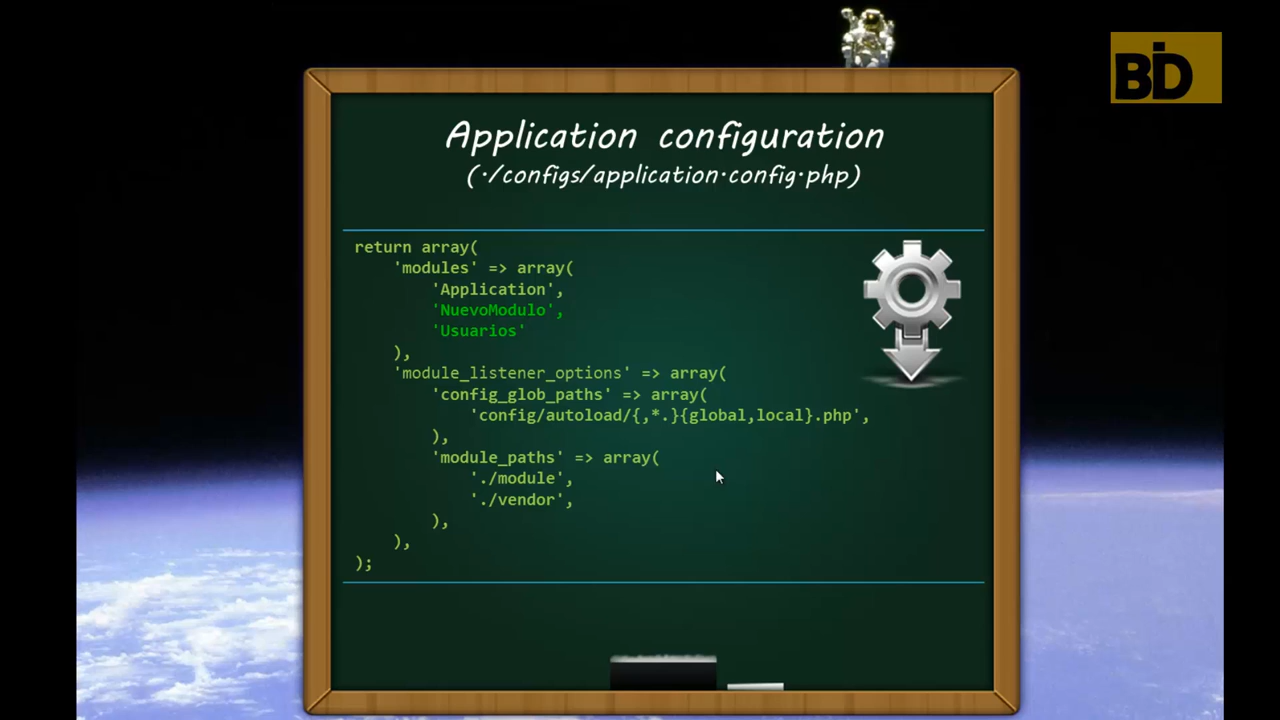 BID
Application configuration
(./configs/application.config.php)
return array(
    'modules' => array(
        'Application',
        'NuevoModulo',
        'Usuarios'
    ),
    'module_listener_options' => array(
        'config_glob_paths' => array(
            'config/autoload/{,*.}{global,local}.php',
        ),
        'module_paths' => array(
            './module',
            './vendor',
        ),
    ),
);